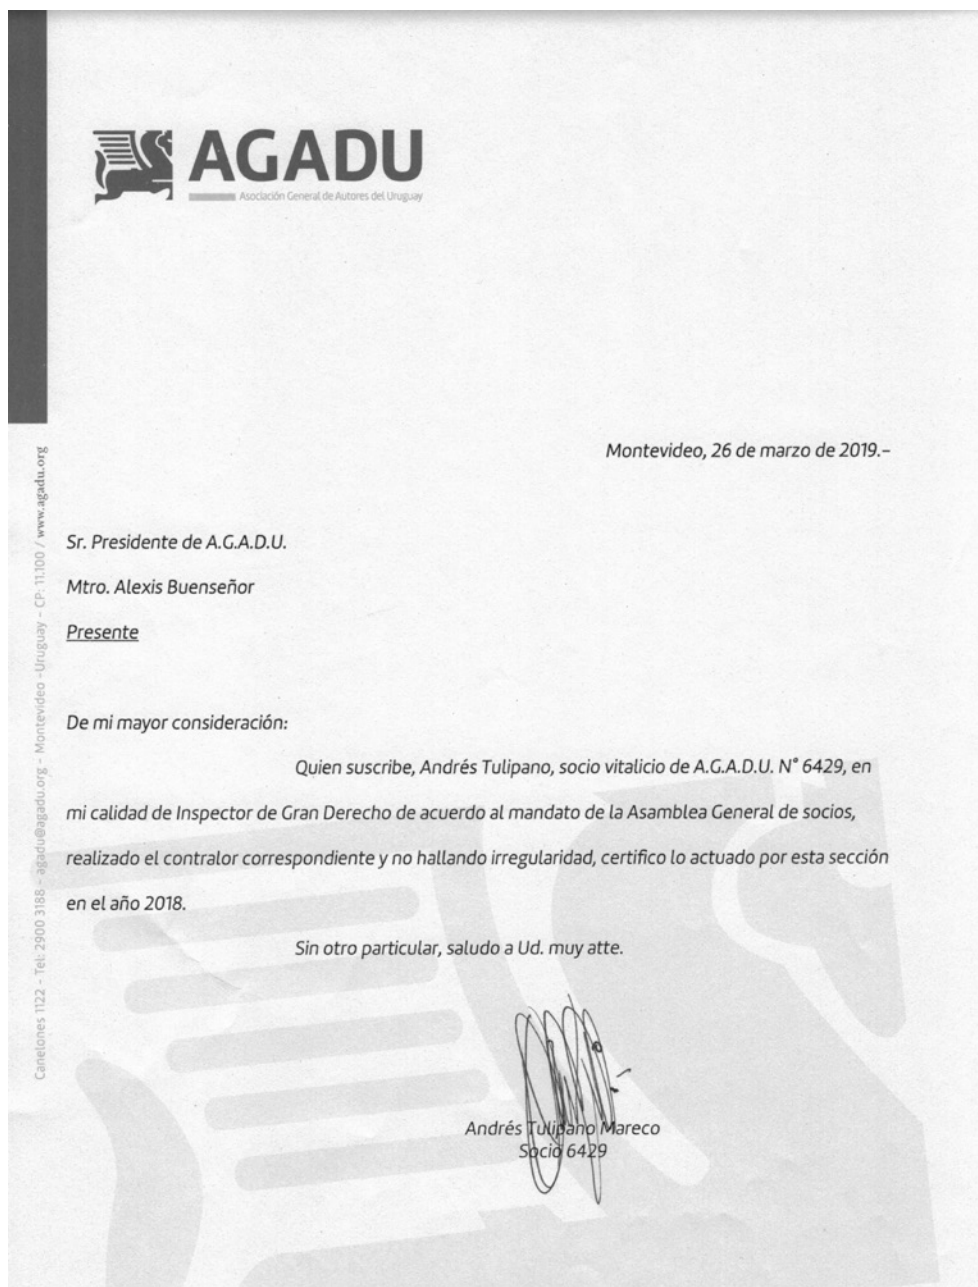 AGADU
Asociación General de Autores del Uruguay
Montevideo, 26 de marzo de 2019.-
Sr. Presidente de A.G.A.D.U.
Mtro. Alexis Buenseñor
Presente
De mi mayor consideración:
Quien suscribe, Andrés Tulipano, socio vitalicio de A.G.A.D.U. N° 6429, en
mi calidad de Inspector de Gran Derecho de acuerdo al mandato de la Asamblea General de socios,
realizado el contralor correspondiente y no hallando irregularidad, certifico lo actuado por esta sección
en el año 2018.
Sin otro particular, saludo a Ud. muy atte.
Andrés Tulipano Mareco
Socio 6429
Canelones 1122 - Tel: 2900 3188 - agadu@agadu.org - Montevideo -Uruguay - CP: 11.100 / www.agadu.org